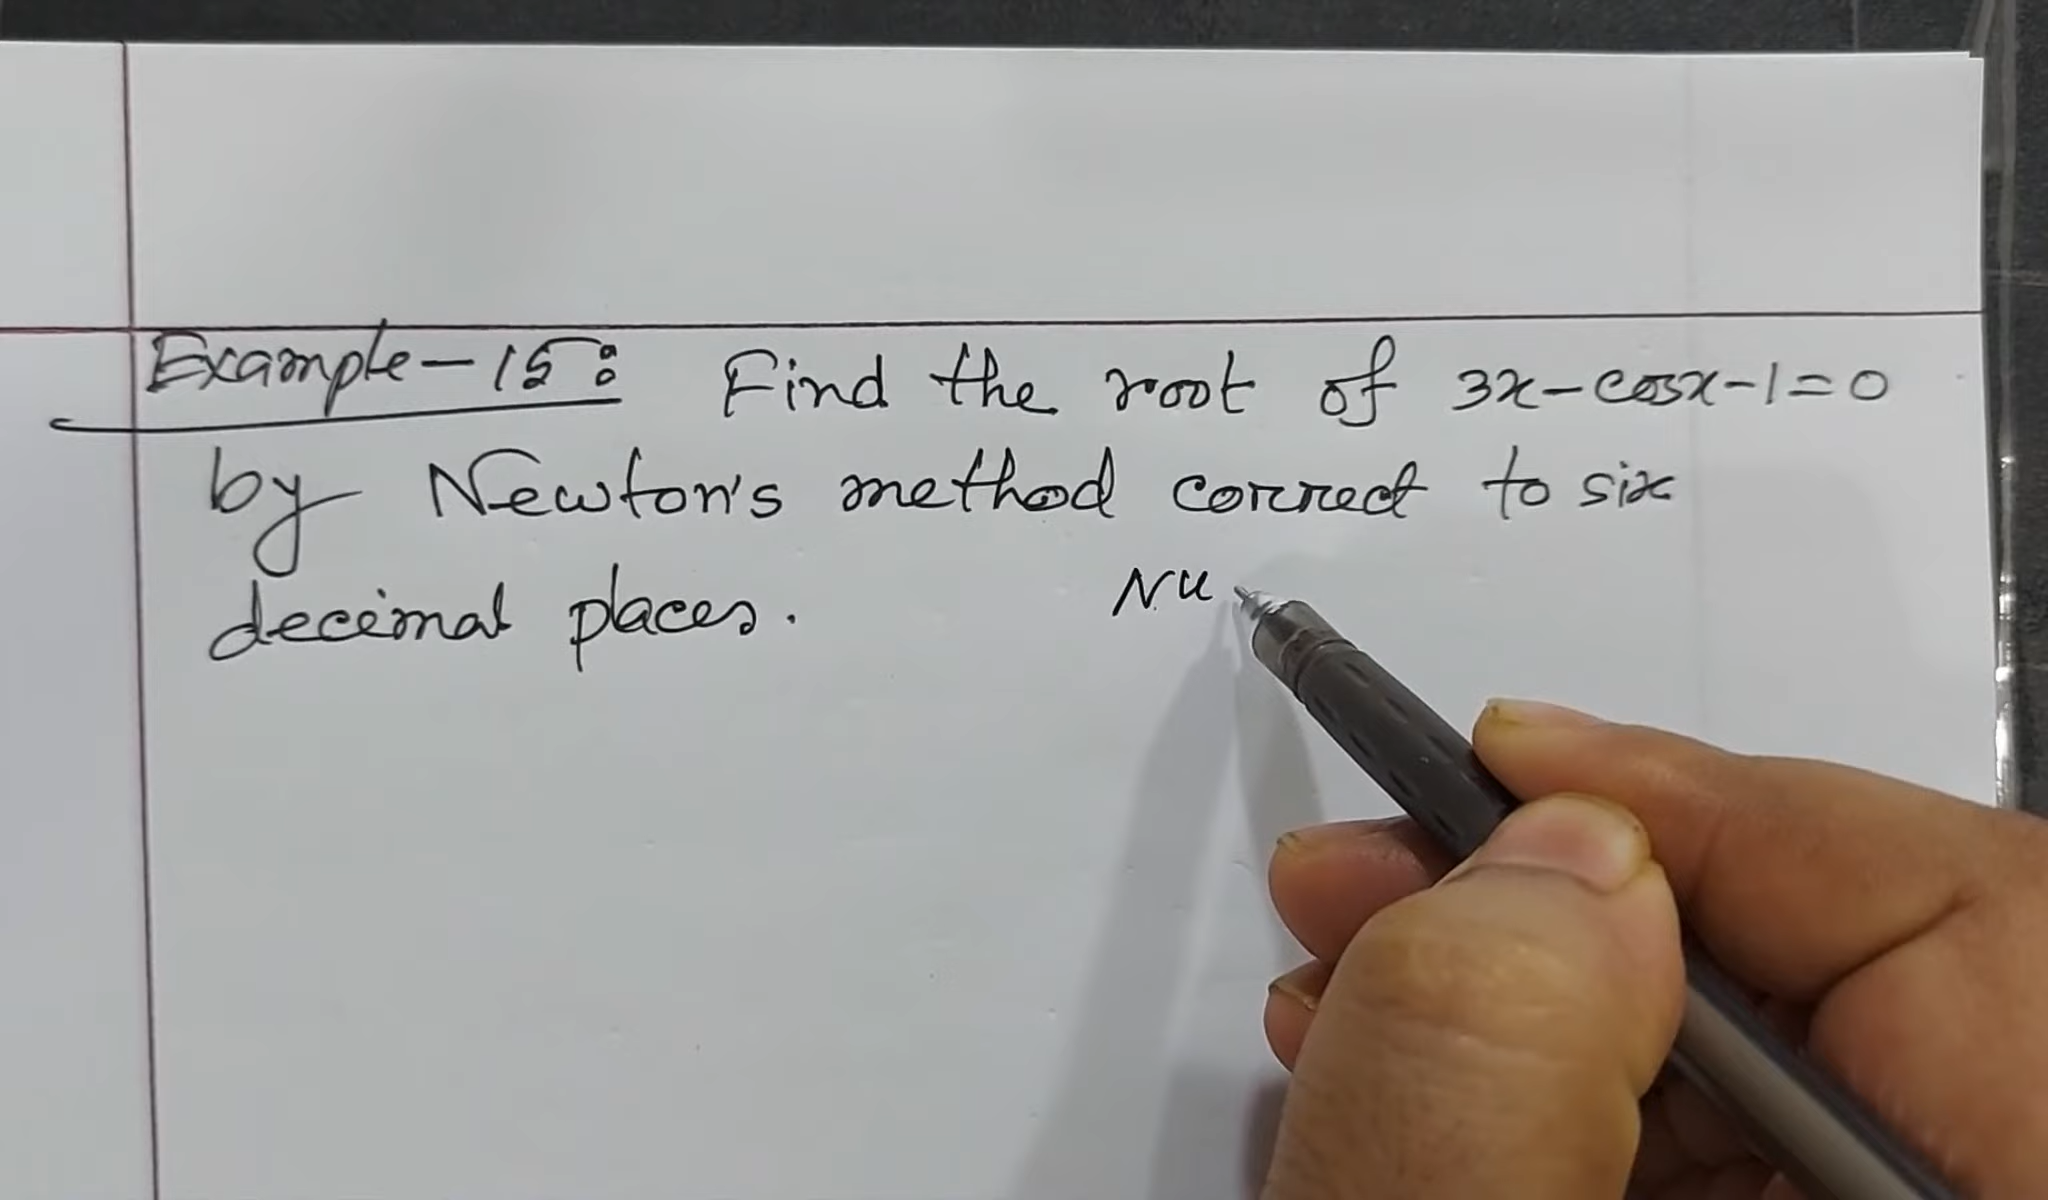 Example-15: Find the root of 3x-cosx-1=0
by Newton's method correct to six
decimal places.
Nu